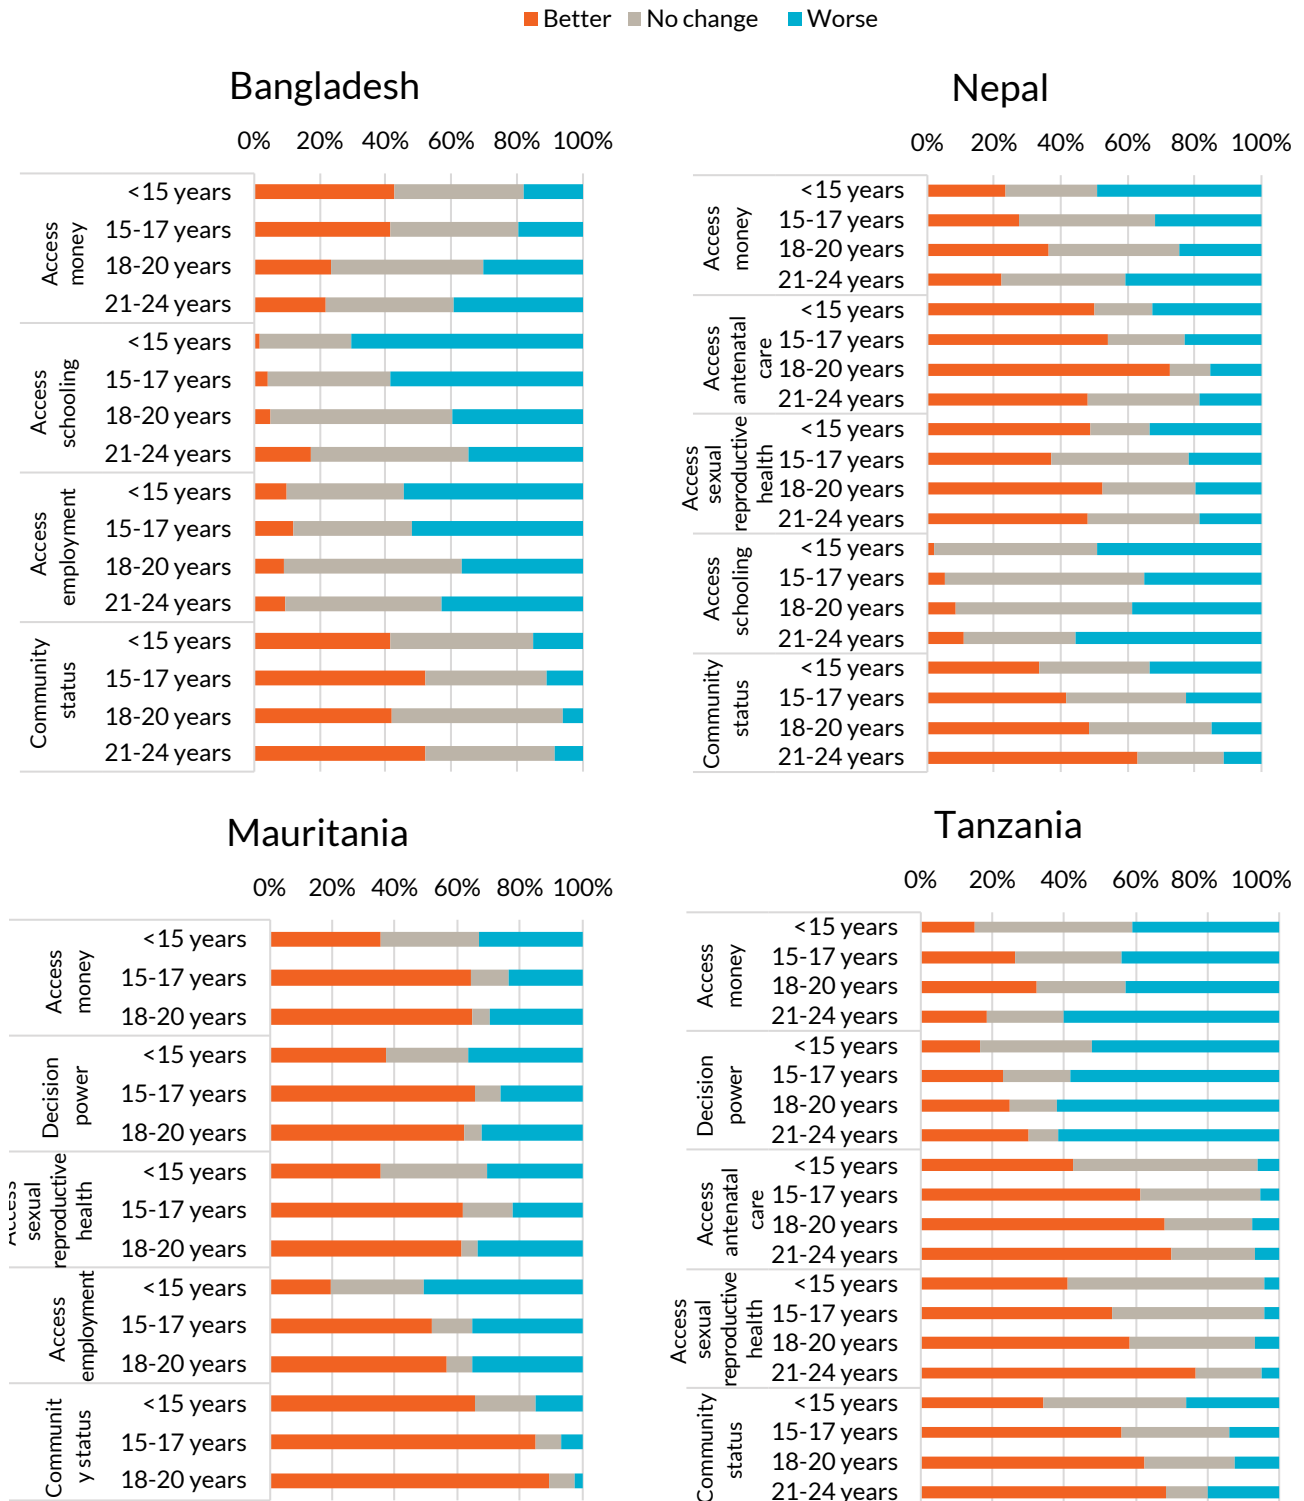 Better No change Worse
Bangladesh
0% 20% 40% 60% 80% 100%
Access
money
<15 years
15-17 years
18-20 years
21-24 years
Access
schooling
<15 years
15-17 years
18-20 years
21-24 years
Access
employment
<15 years
15-17 years
18-20 years
21-24 years
Community
status
<15 years
15-17 years
18-20 years
21-24 years
Nepal
0% 20% 40% 60% 80% 100%
Access
money
<15 years
15-17 years
18-20 years
21-24 years
Access
antenatal
care
<15 years
15-17 years
18-20 years
21-24 years
Access
sexual
reproductive
health
<15 years
15-17 years
18-20 years
21-24 years
Access
schooling
<15 years
15-17 years
18-20 years
21-24 years
Community
status
<15 years
15-17 years
18-20 years
21-24 years
Mauritania
0% 20% 40% 60% 80% 100%
Access
money
<15 years
15-17 years
18-20 years
Decision
power
<15 years
15-17 years
18-20 years
Access
sexual
reproductive
health
<15 years
15-17 years
18-20 years
Access
employment
<15 years
15-17 years
18-20 years
Communit
y status
<15 years
15-17 years
18-20 years
Tanzania
0% 20% 40% 60% 80% 100%
Access
money
<15 years
15-17 years
18-20 years
21-24 years
Decision
power
<15 years
15-17 years
18-20 years
21-24 years
Access
antenatal
care
<15 years
15-17 years
18-20 years
21-24 years
Access
sexual
reproductive
health
<15 years
15-17 years
18-20 years
21-24 years
Community
status
<15 years
15-17 years
18-20 years
21-24 years